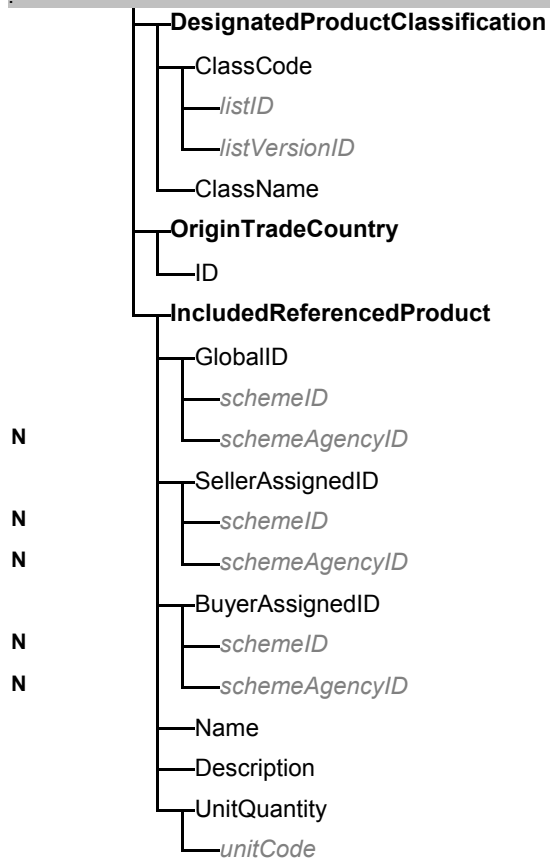 DesignatedProductClassification
ClassCode
listID
listVersionID
ClassName
OriginTradeCountry
ID
IncludedReferencedProduct
GlobalID
schemeID
N schemeAgencyID
SellerAssignedID
N schemeID
N schemeAgencyID
BuyerAssignedID
N schemeID
N schemeAgencyID
Name
Description
UnitQuantity
unitCode